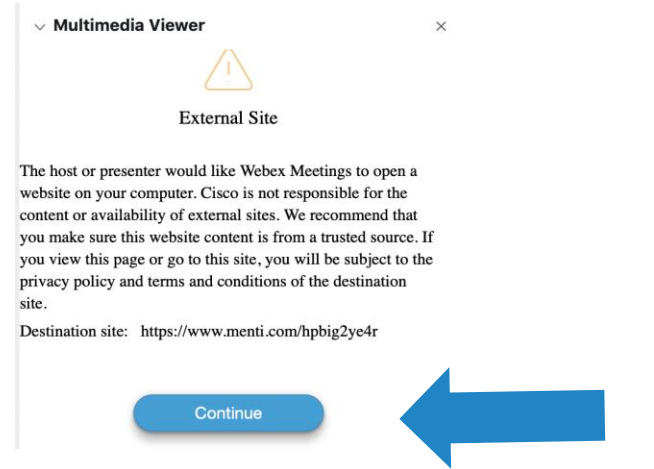 Multimedia Viewer
External Site
The host or presenter would like Webex Meetings to open a
website on your computer. Cisco is not responsible for the
content or availability of external sites. We recommend that
you make sure this website content is from a trusted source. If
you view this page or go to this site, you will be subject to the
privacy policy and terms and conditions of the destination
site.
Destination site: https://www.menti.com/hpbig2ye4r
Continue